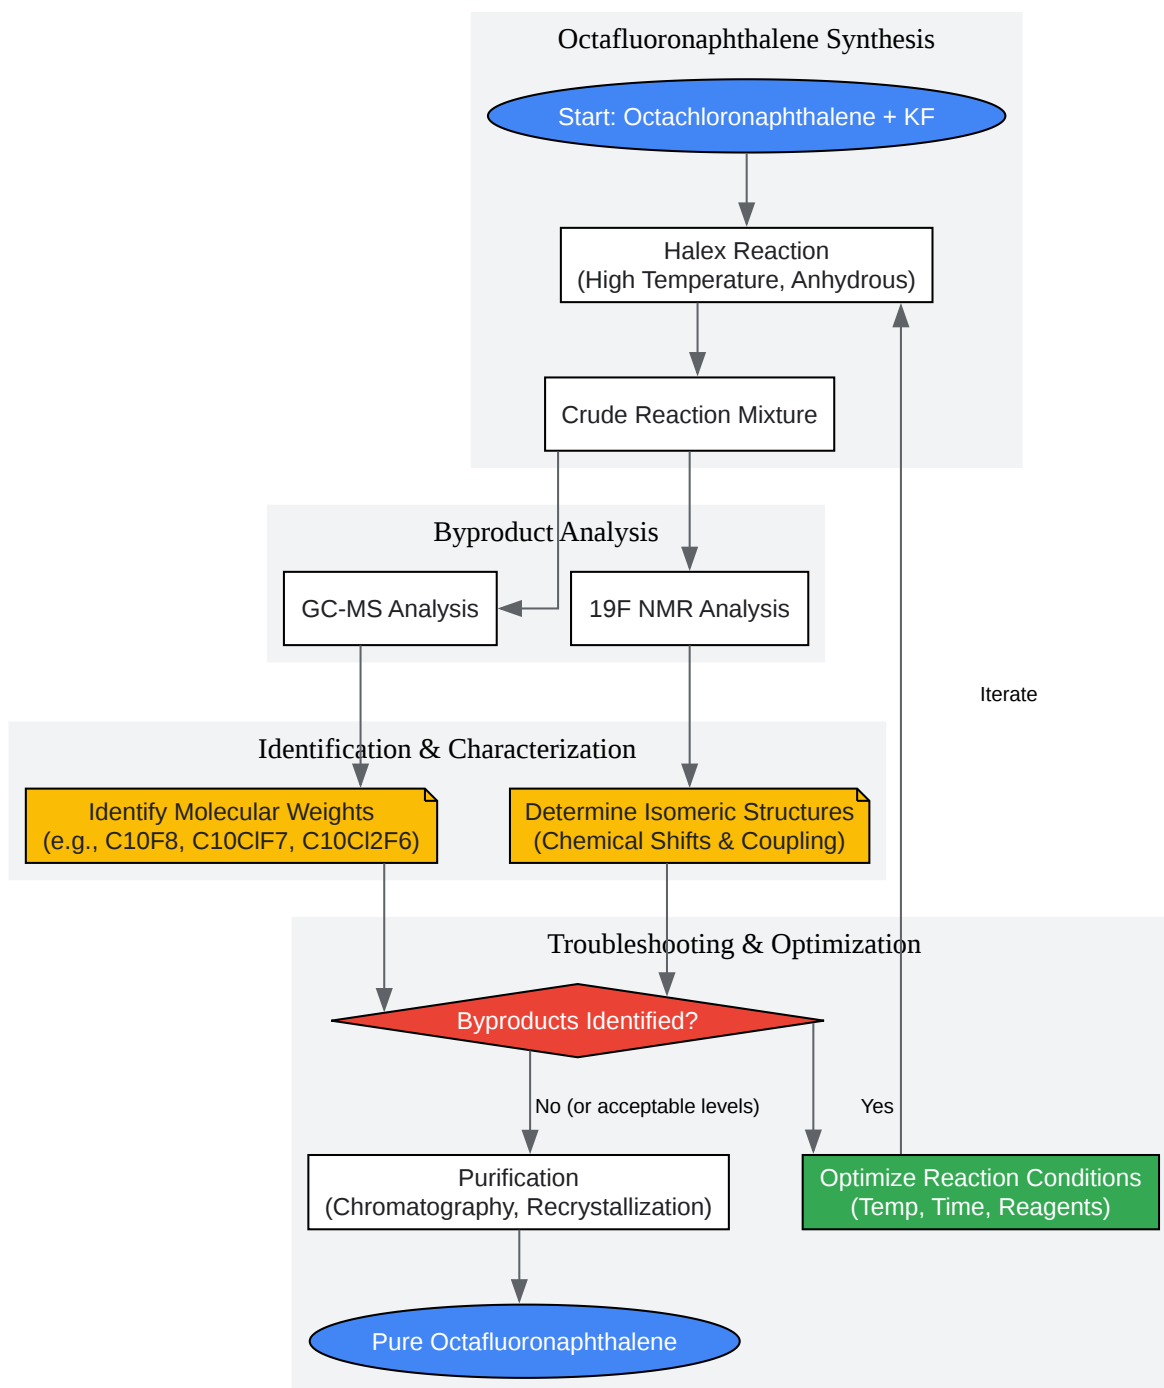 Octafluoronaphthalene Synthesis
Start: Octachloronaphthalene + KF
Halex Reaction
(High Temperature, Anhydrous)
Crude Reaction Mixture
Byproduct Analysis
GC-MS Analysis
19F NMR Analysis
Iterate
Identification & Characterization
Identify Molecular Weights
(e.g., C10F8, C10ClF7, C10Cl2F6)
Determine Isomeric Structures
(Chemical Shifts & Coupling)
Troubleshooting & Optimization
Byproducts Identified?
No (or acceptable levels)
Yes
Purification
(Chromatography, Recrystallization)
Optimize Reaction Conditions
(Temp, Time, Reagents)
Pure Octafluoronaphthalene